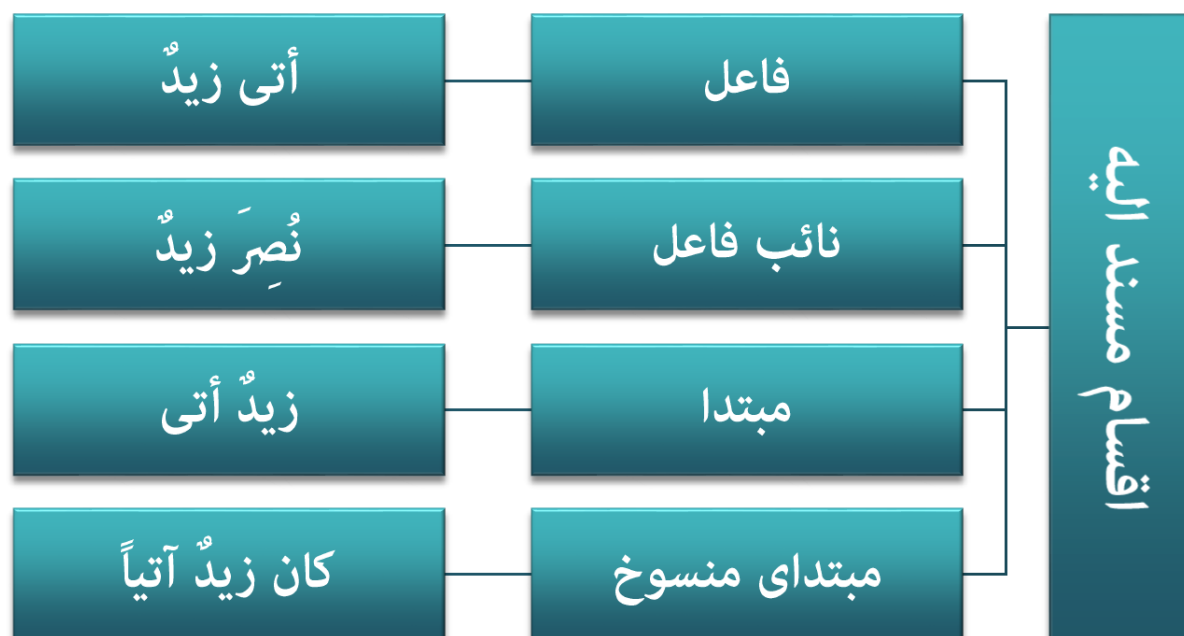 اقسام مسند الیه
فاعل
أتی زیدٌ
نائب فاعل
نُصِرَ زیدٌ
مبتدا
زیدٌ أتی
مبتدای منسوخ
کان زیدٌ آتیاً